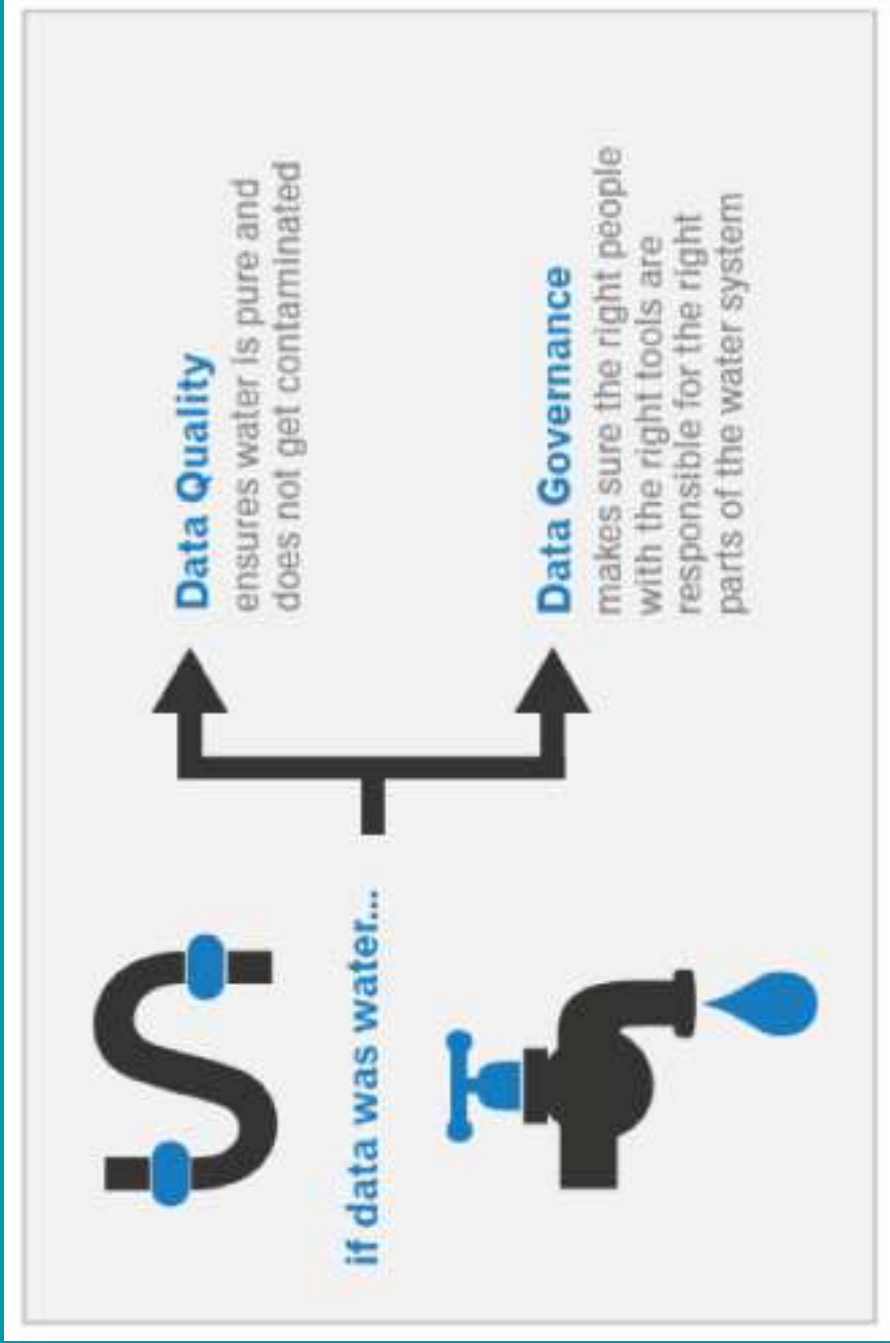 if data was water...
Data Quality
ensures water is pure and
does not get contaminated
Data Governance
makes sure the right people
with the right tools are
responsible for the right
parts of the water system